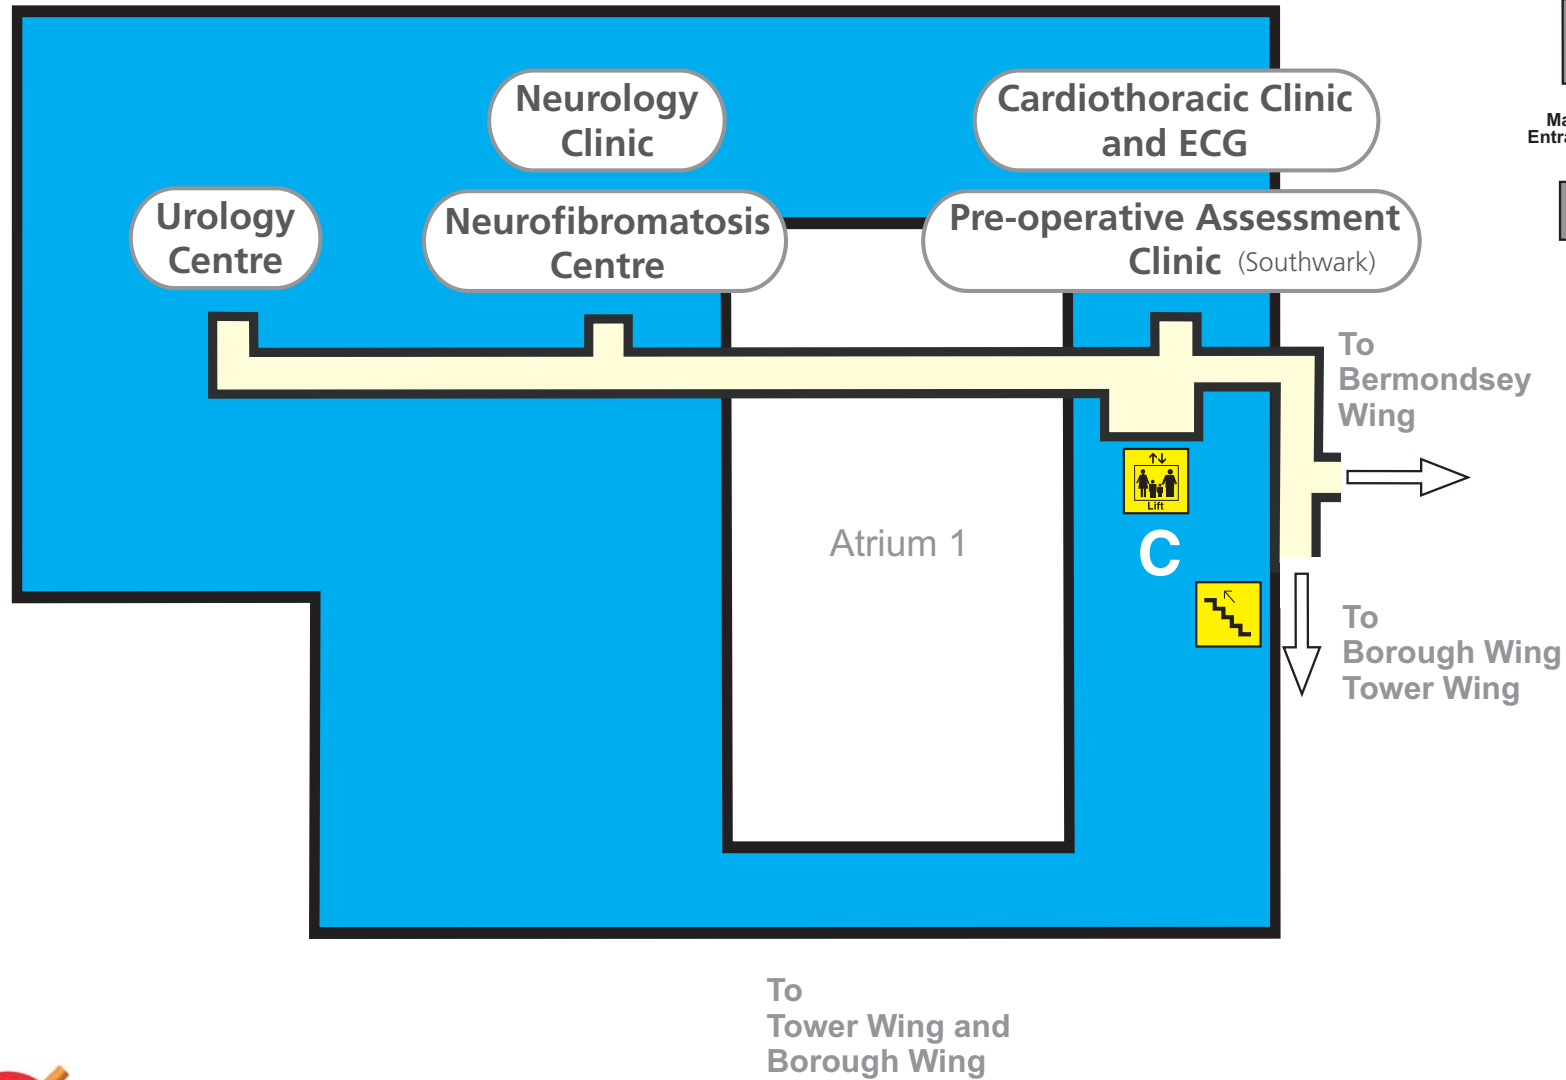 Neurology
Clinic
Cardiothoracic Clinic
and ECG
Urology
Centre
Neurofibromatosis
Centre
Pre-operative Assessment
Clinic (Southwark)
To
Bermondsey
Wing
Lift
C
Atrium 1
To
Borough Wing
Tower Wing
To
Tower Wing and
Borough Wing